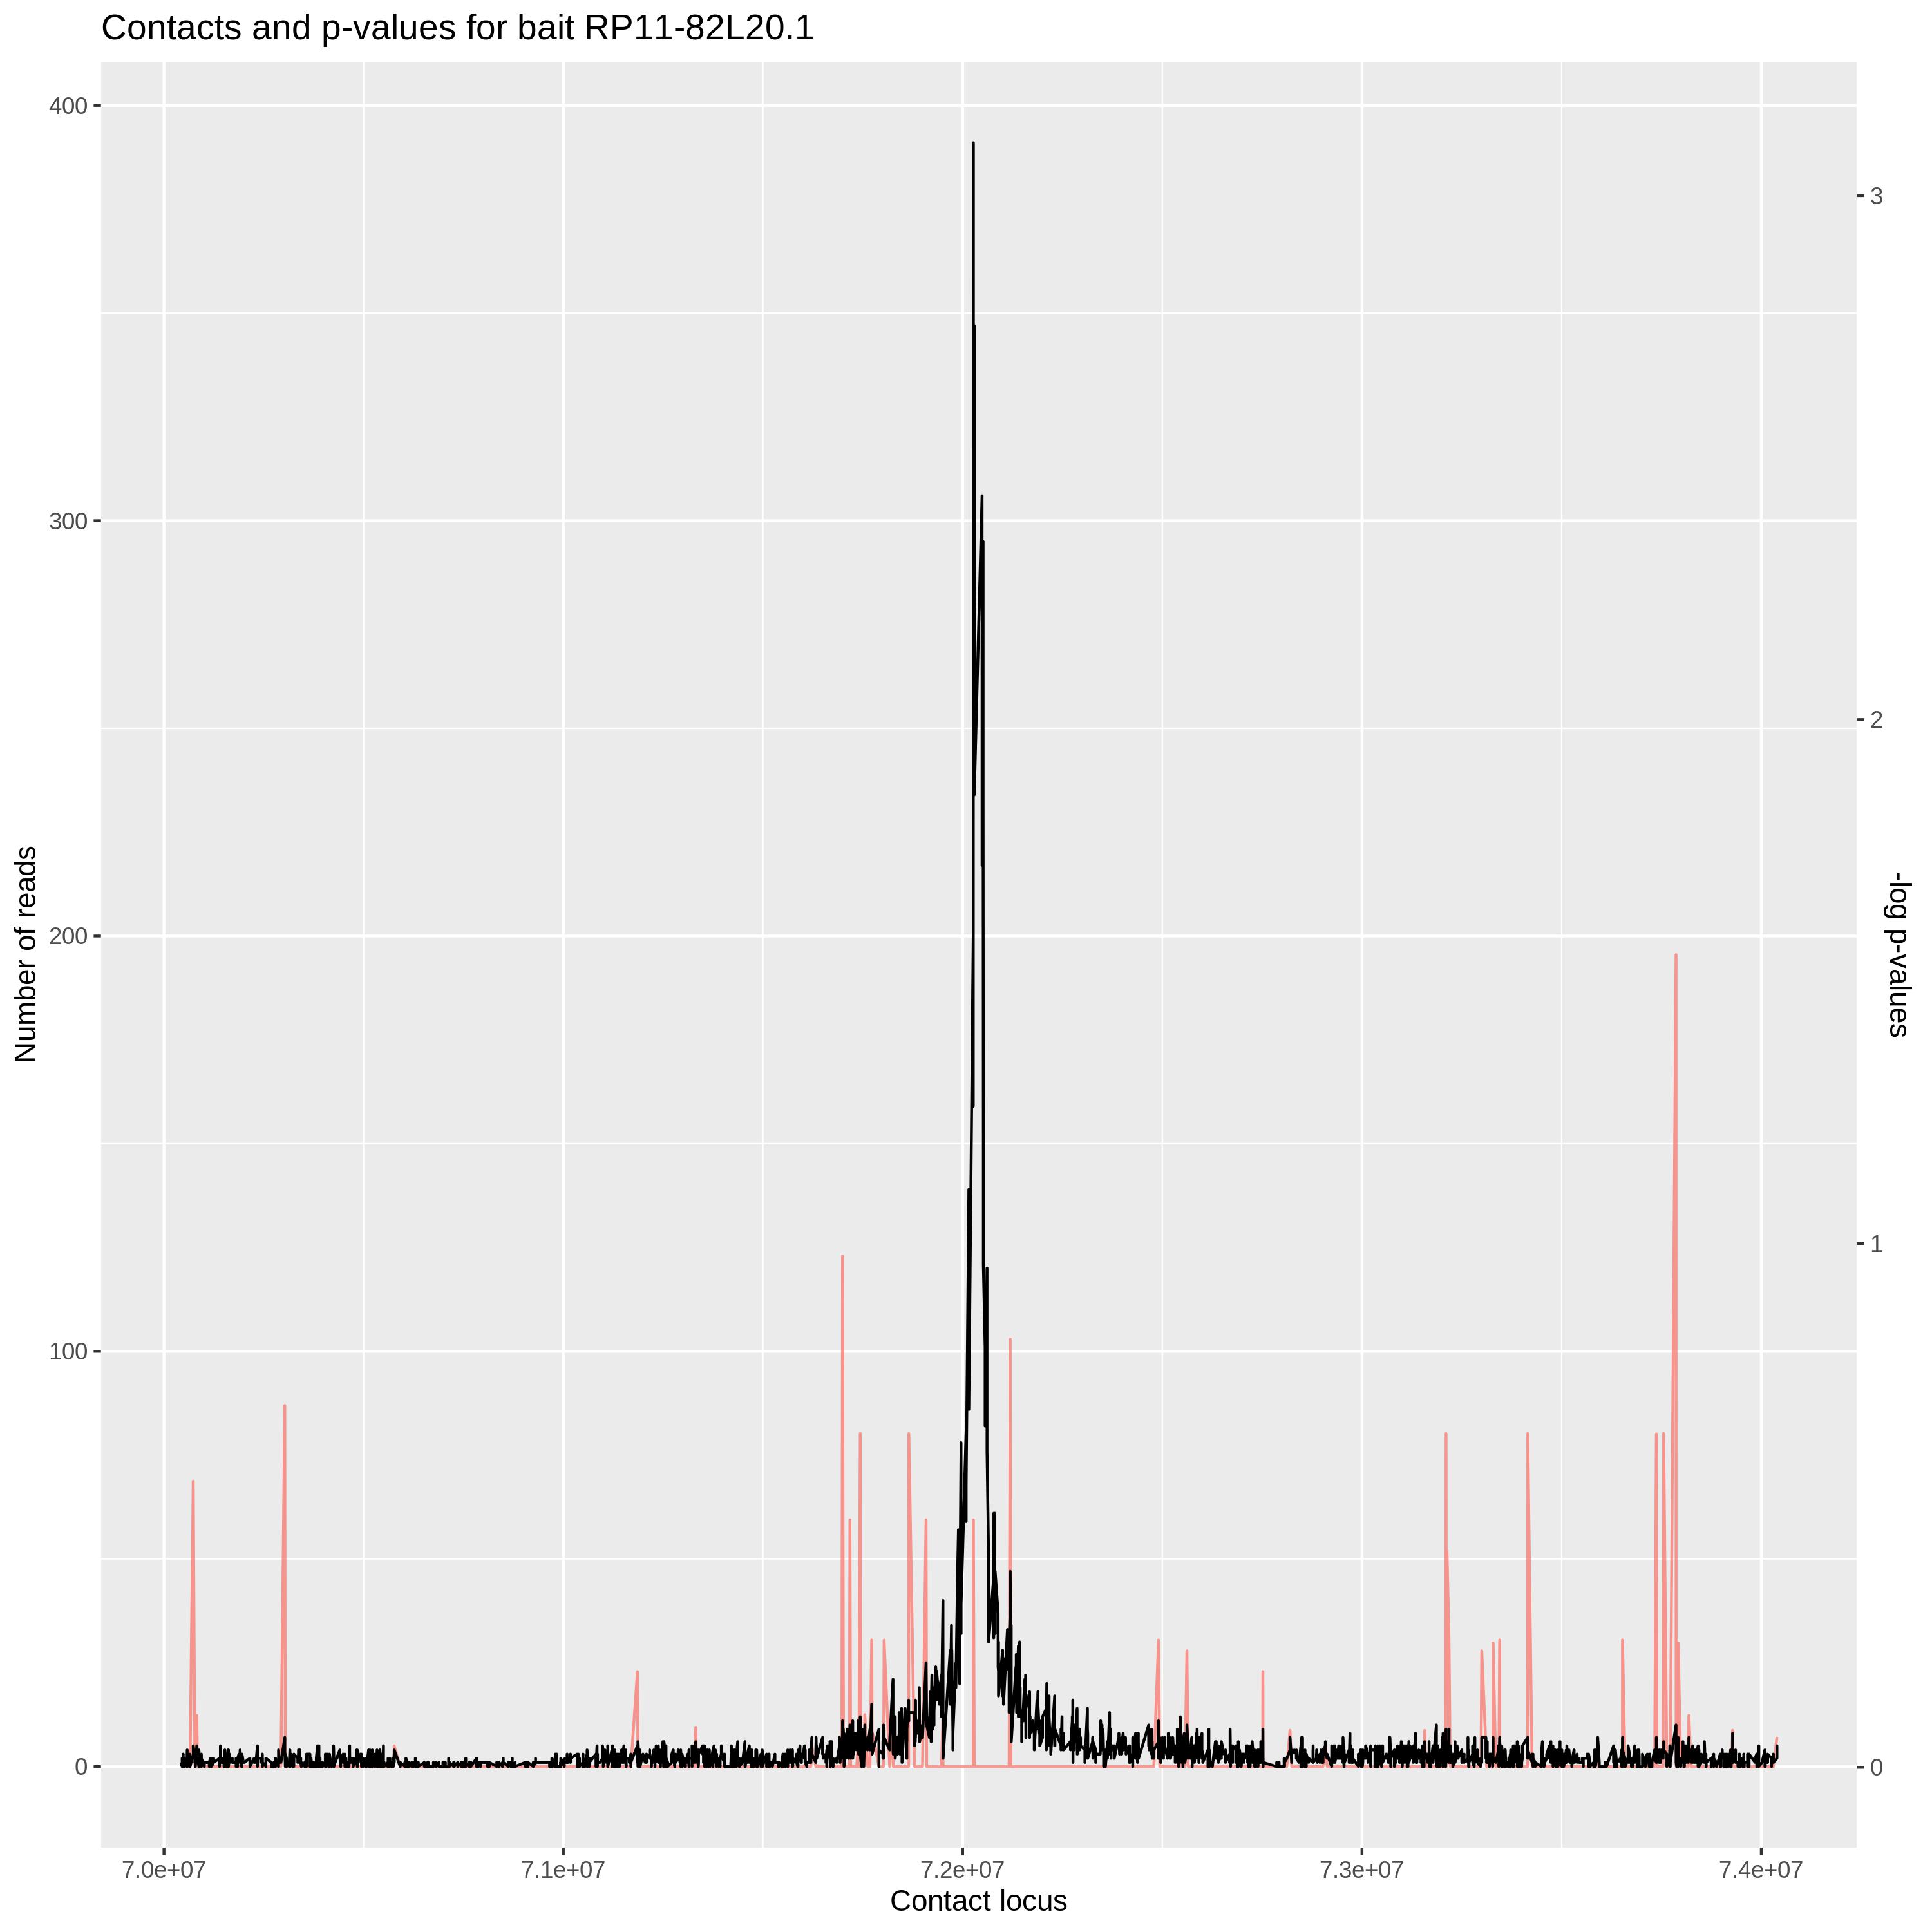 Contacts and p-values for bait RP11-82L20.1
400
300
200
100
0
Number of reads
3
2
1
0
-log p-values
7.0e+07
7.1e+07
7.2e+07
7.3e+07
7.4e+07
Contact locus